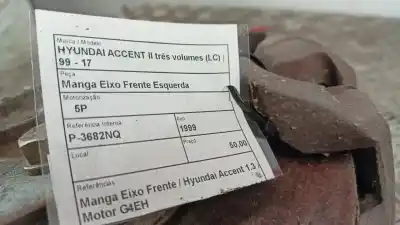 Marca / Modelo
HYUNDAI ACCENT II três volumes (LC) |
99 - 17
Peça
Manga Eixo Frente Esquerda
Motorização
5P
Referência Interna
P-3682NQ
Ano
1999
Local
Preço
50,00
Referências
Manga Eixo Frente / Hyundai Accent 1.3
Motor G4EH